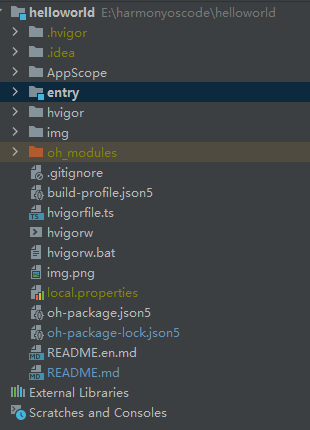 helloworld E:\harmonyoscode\helloworld
.hvigor
.idea
AppScope
entry
hvigor
img
oh_modules
.gitignore
build-profile.json5
hvigorfile.ts
hvigorw
hvigorw.bat
img.png
local.properties
oh-package.json5
oh-package-lock.json5
README.en.md
README.md
External Libraries
Scratches and Consoles